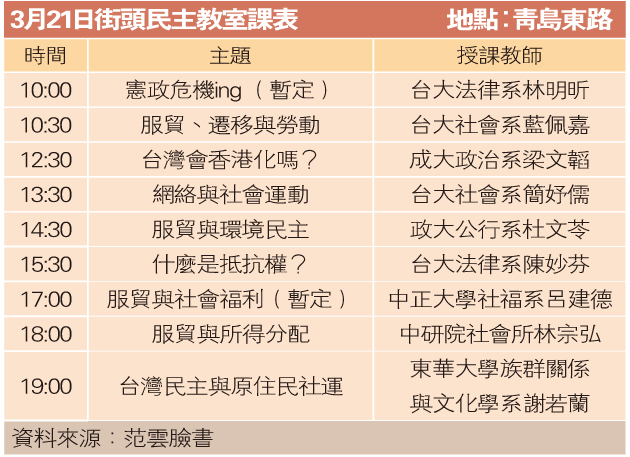 3月21日街頭民主教室課表 地點：青島東路
時間 主題 授課教師
10:00 憲政危機ing（暫定） 台大法律系林明昕
10:30 服貿、遷移與勞動 台大社會系藍佩嘉
12:30 台灣會香港化嗎？ 成大政治系梁文韜
13:30 網絡與社會運動 台大社會系簡妤儒
14:30 服貿與環境民主 政大公行系杜文苓
15:30 什麼是抵抗權？ 台大法律系陳妙芬
17:00 服貿與社會福利（暫定） 中正大學社福系呂建德
18:00 服貿與所得分配 中研院社會所林宗弘
19:00 台灣民主與原住民社運 東華大學族群關係
與文化學系謝若蘭
資料來源：范雲臉書